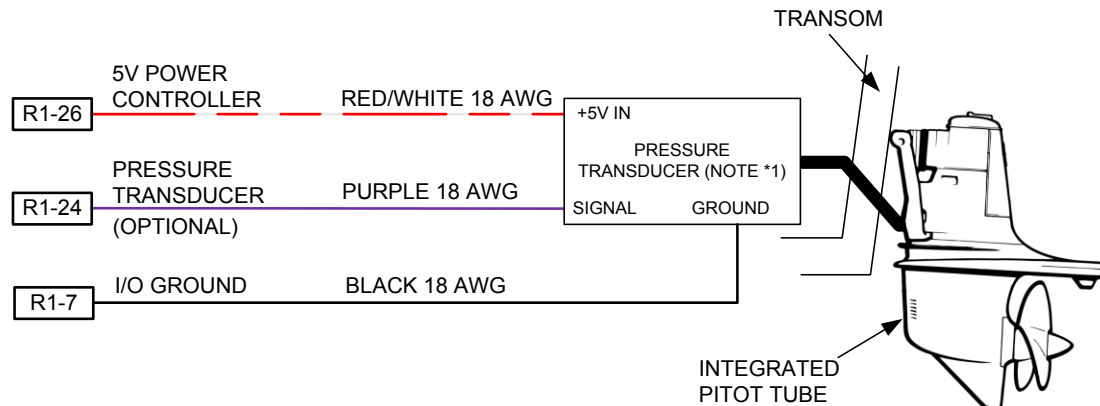 TRANSOM
5V POWER
CONTROLLER
R1-26
RED/WHITE 18 AWG
+5V IN
PRESSURE
TRANSDUCER (NOTE *1)
SIGNAL
GROUND
PRESSURE
TRANSDUCER
(OPTIONAL)
R1-24
PURPLE 18 AWG
R1-7
I/O GROUND
BLACK 18 AWG
INTEGRATED
PITOT TUBE